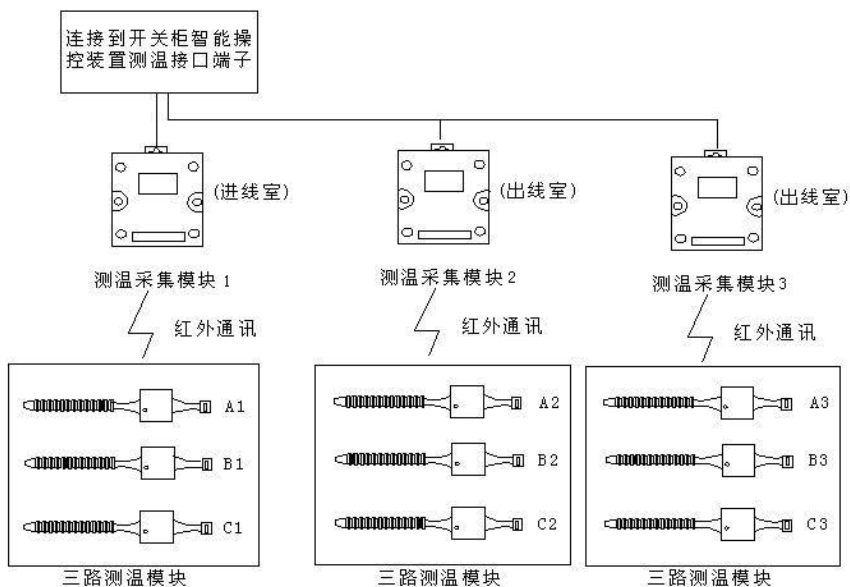 连接到开关柜智能操
控装置测温接口端子
(进线室)
(出线室)
(出线室)
测温采集模块1
测温采集模块2
测温采集模块3
红外通讯
红外通讯
红外通讯
A1
B1
C1
A2
B2
C2
A3
B3
C3
三路测温模块
三路测温模块
三路测温模块